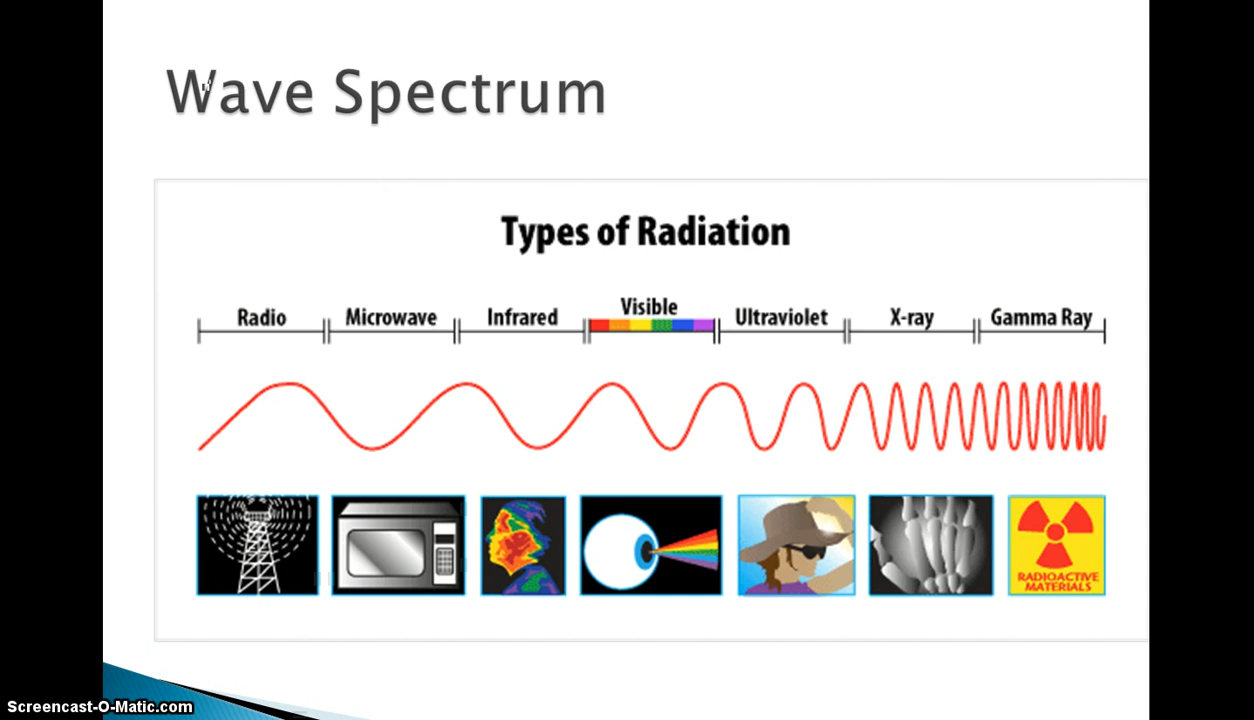 Wave Spectrum
Types of Radiation
Radio Microwave Infrared Visible Ultraviolet X-ray Gamma Ray
RADIOACTIVE
MATERIALS
Screencast-O-Matic.com